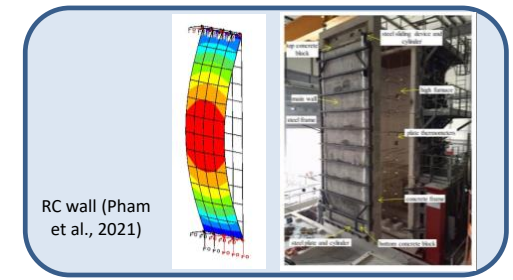 RC wall (Pham
et al., 2021)
steel sliding device and
cylinder
top concrete
block
high furnace
main wall
steel frame
plate thermometers
concrete frame
steel plate and cylinder
bottom concrete block